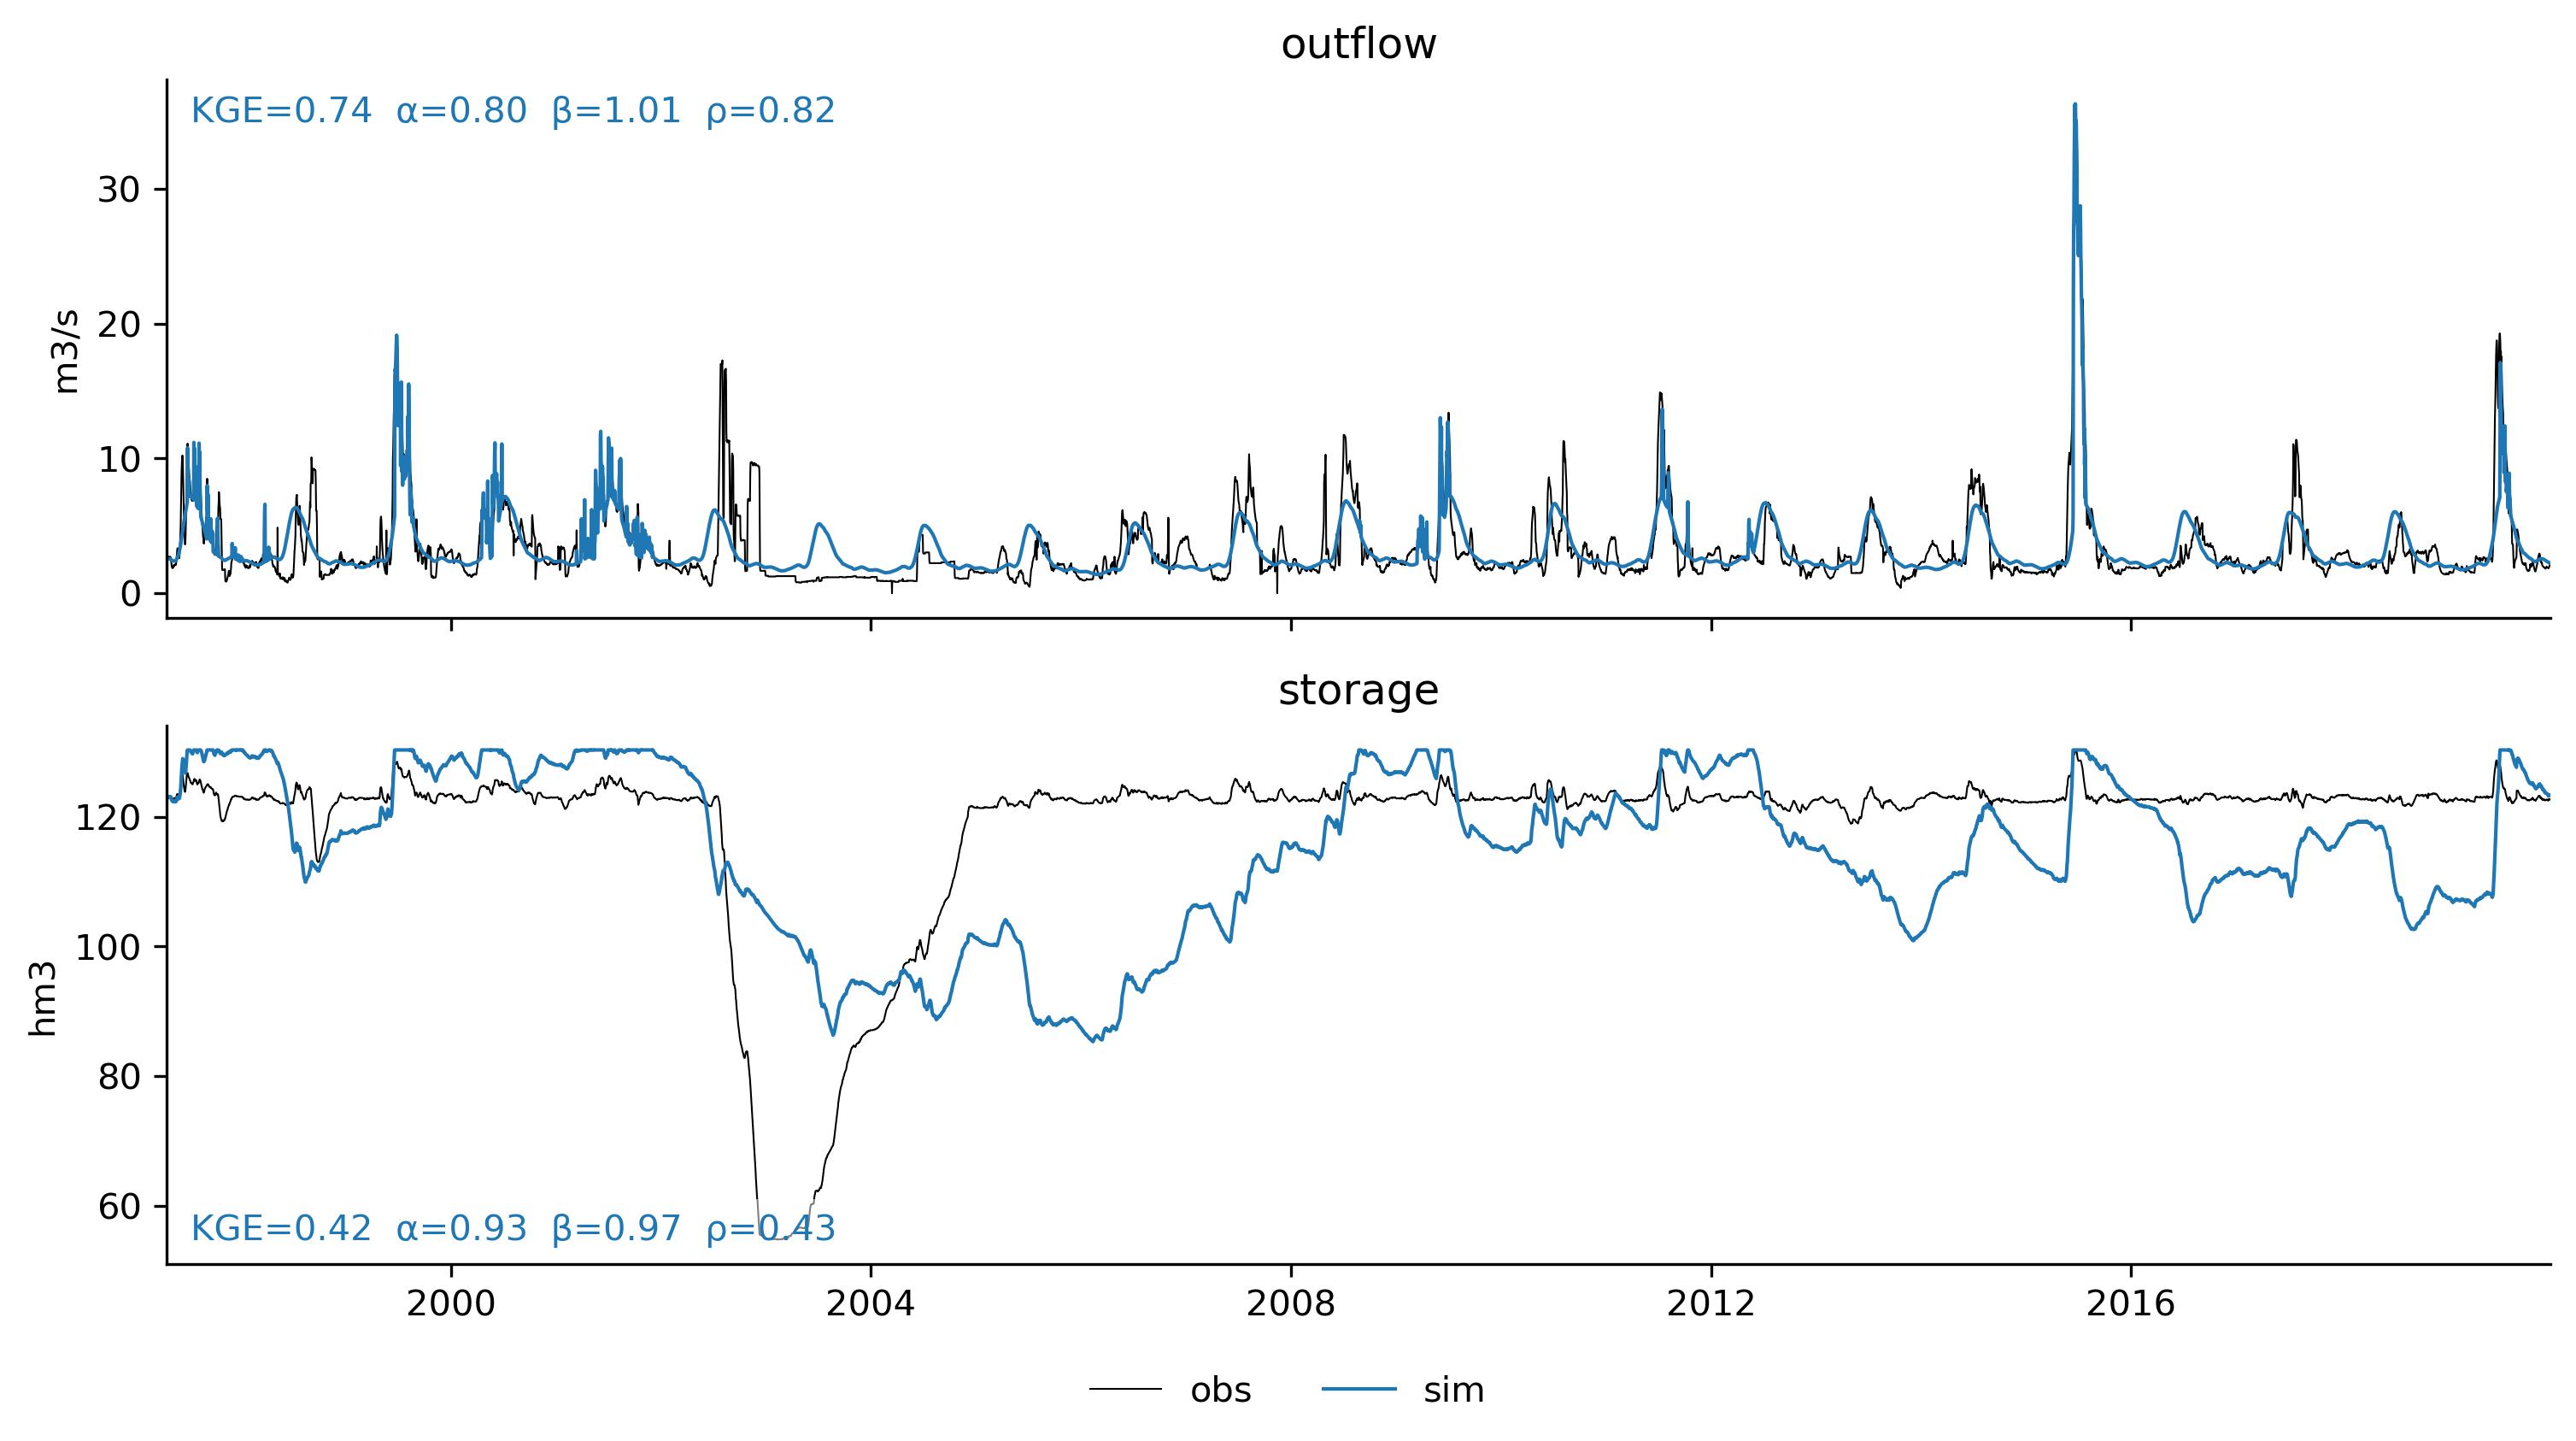 outflow
KGE=0.74 α=0.80 β=1.01 ρ=0.82
m3/s
30
20
10
0
storage
hm3
120
100
80
60
KGE=0.42 α=0.93 β=0.97 ρ=0.43
2000 2004 2008 2012 2016
obs sim